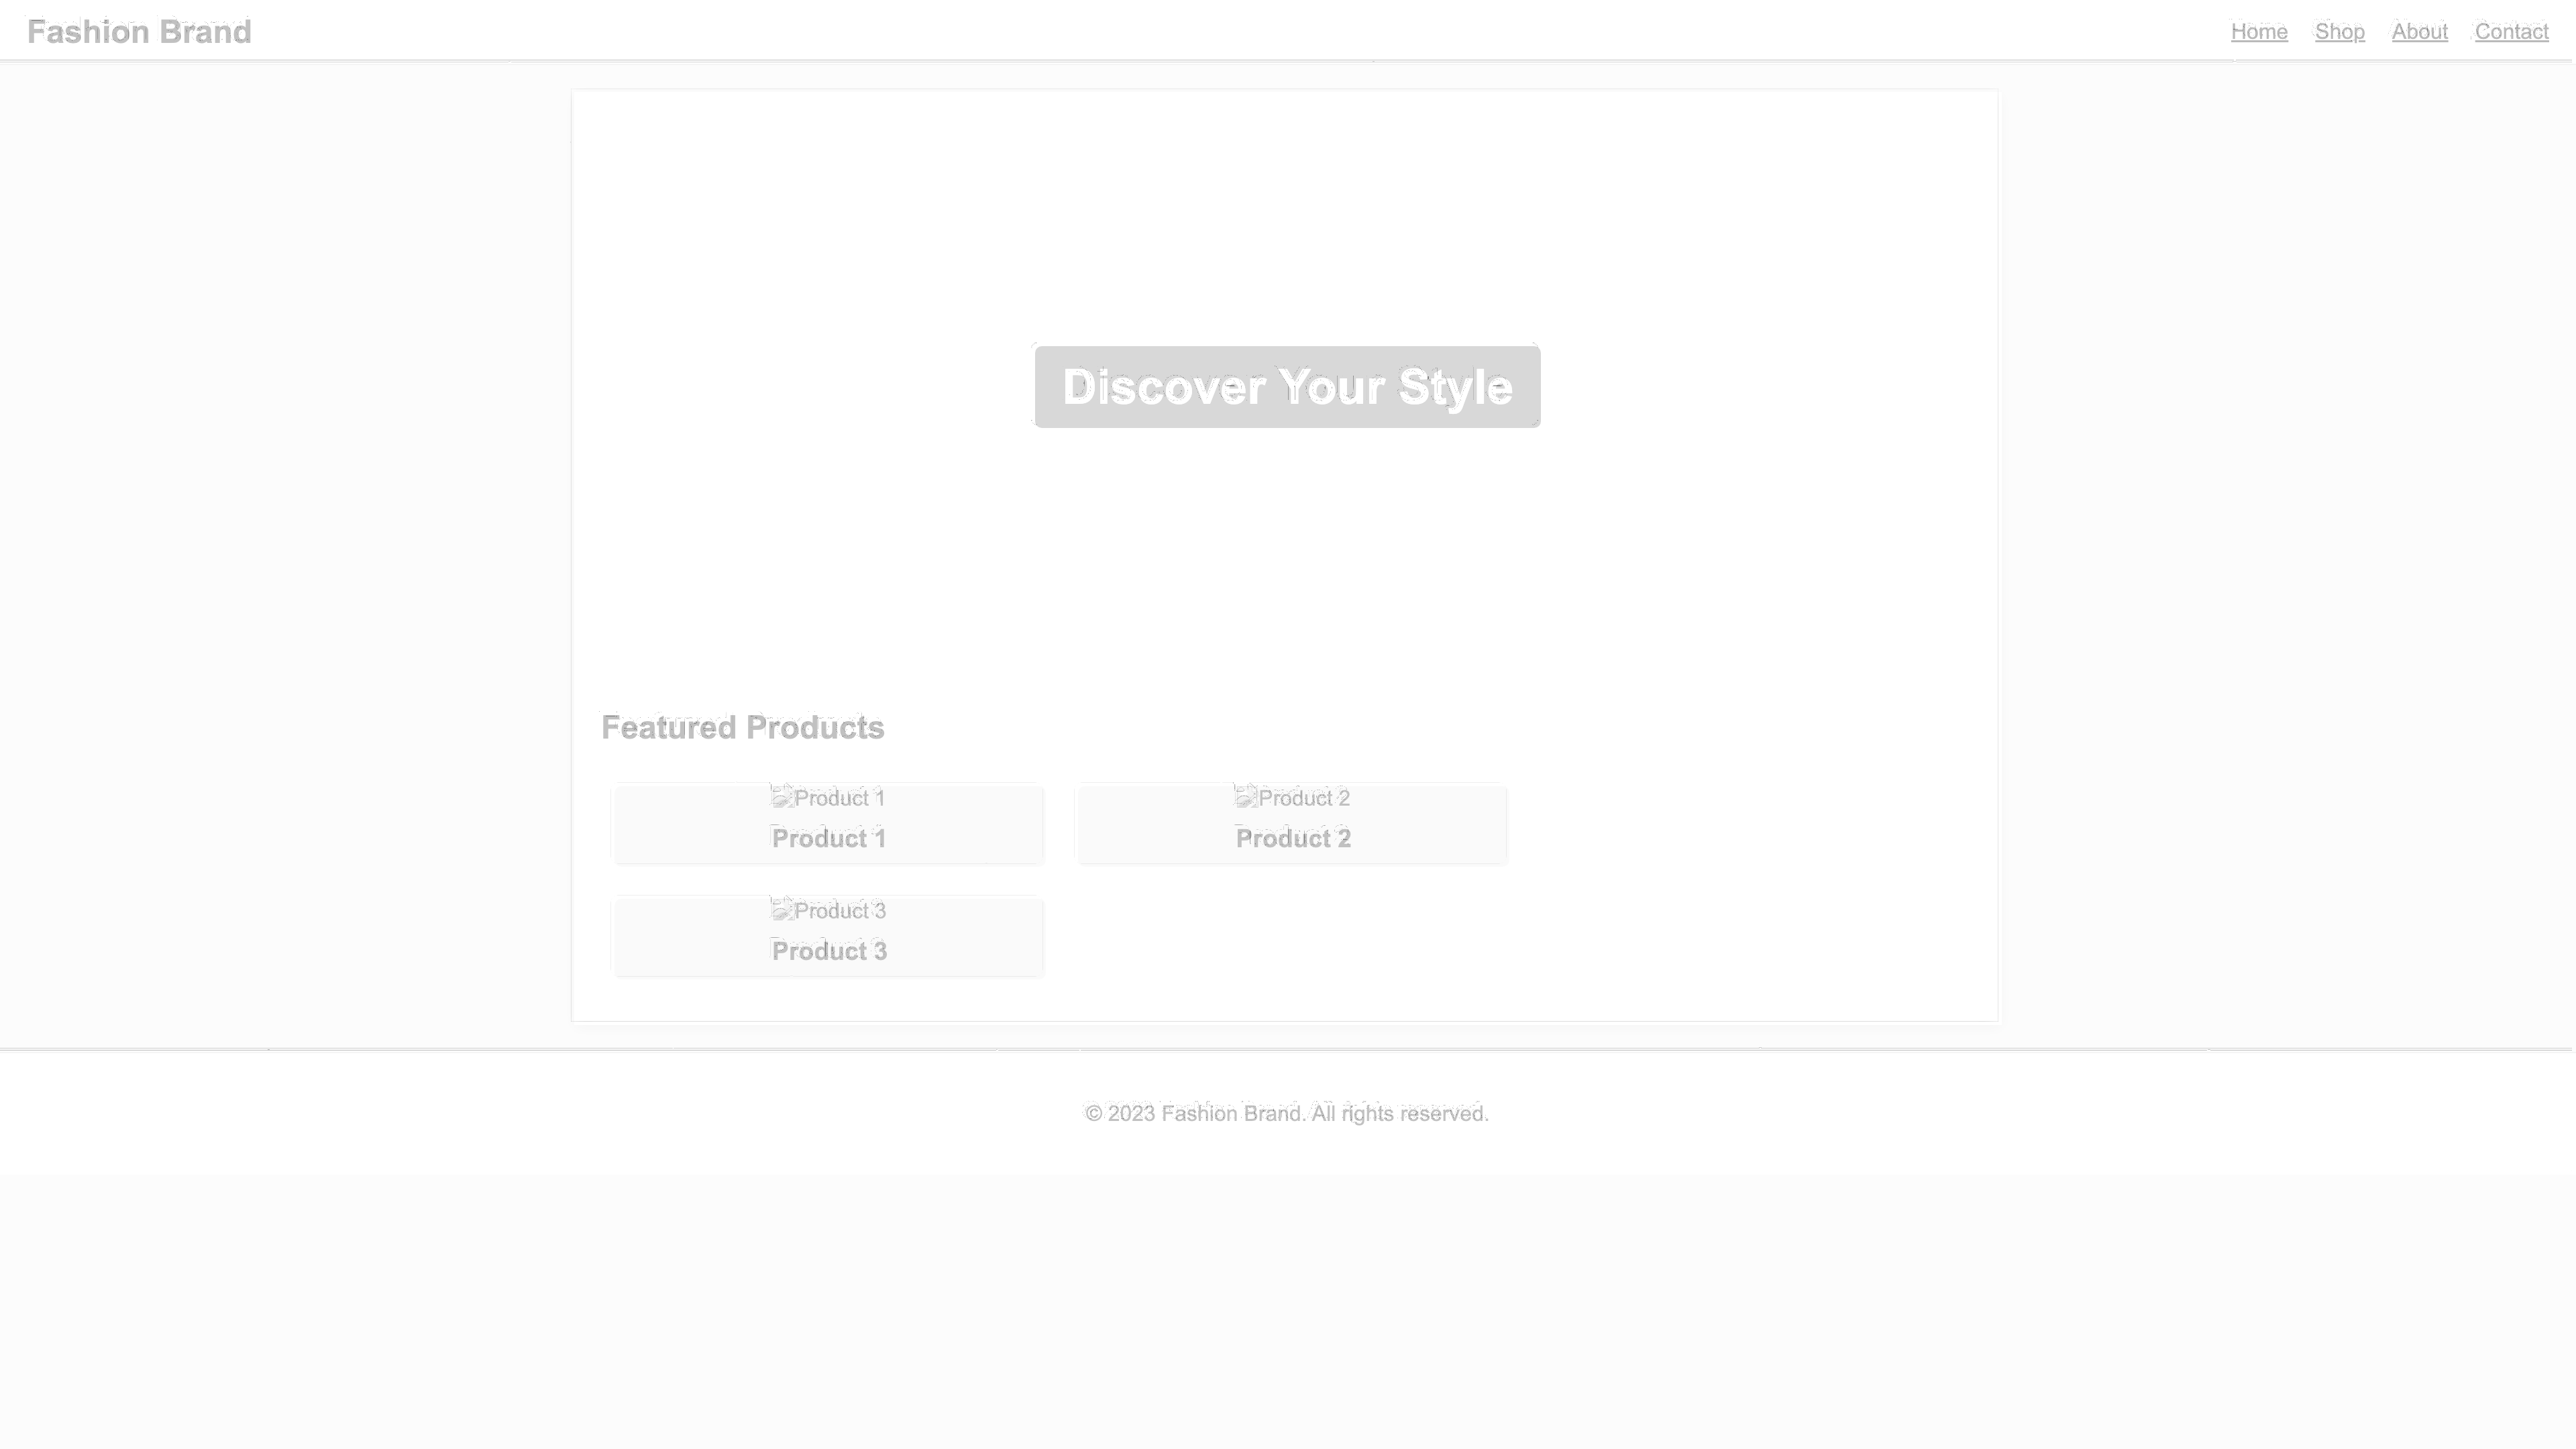 Fashion Brand
Home Shop About Contact
Discover Your Style
Featured Products
Product 1
Product 1
Product 2
Product 2
Product 3
Product 3
© 2023 Fashion Brand. All rights reserved.